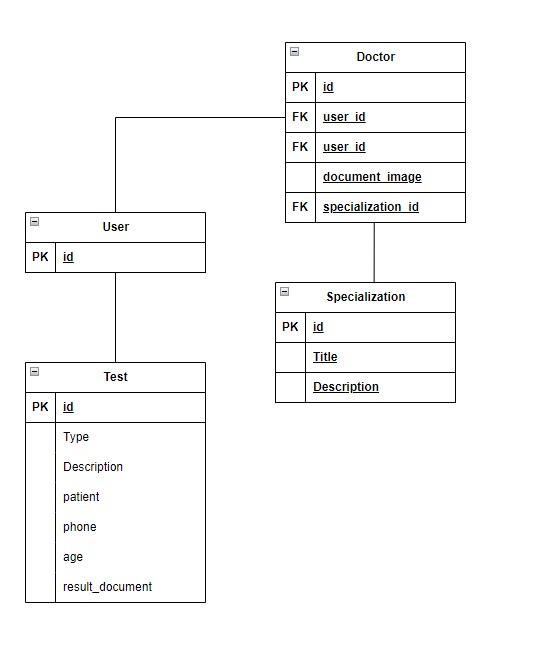 Doctor
PK id
FK user_id
FK user_id
document_image
FK specialization_id
User
PK id
Specialization
PK id
Title
Description
Test
PK id
Type
Description
patient
phone
age
result_document